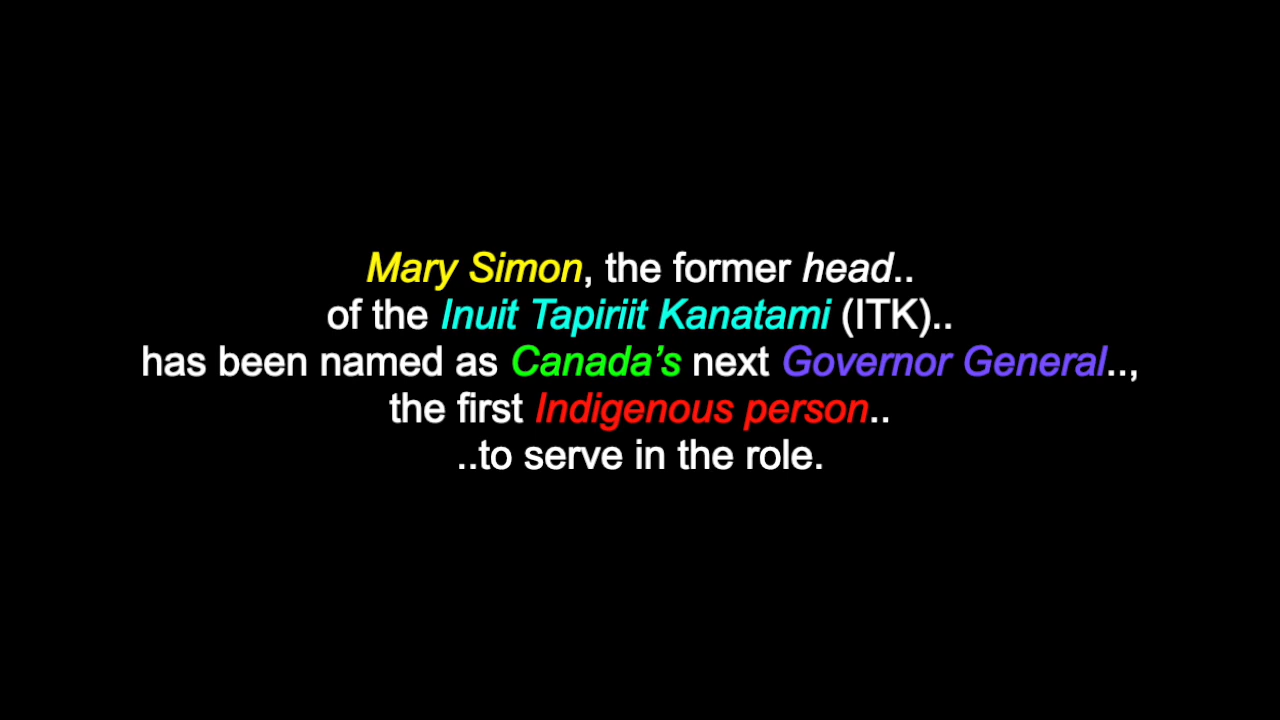 Mary Simon, the former head..
of the Inuit Tapiriit Kanatami (ITK)..
has been named as Canada’s next Governor General..,
the first Indigenous person..
..to serve in the role.